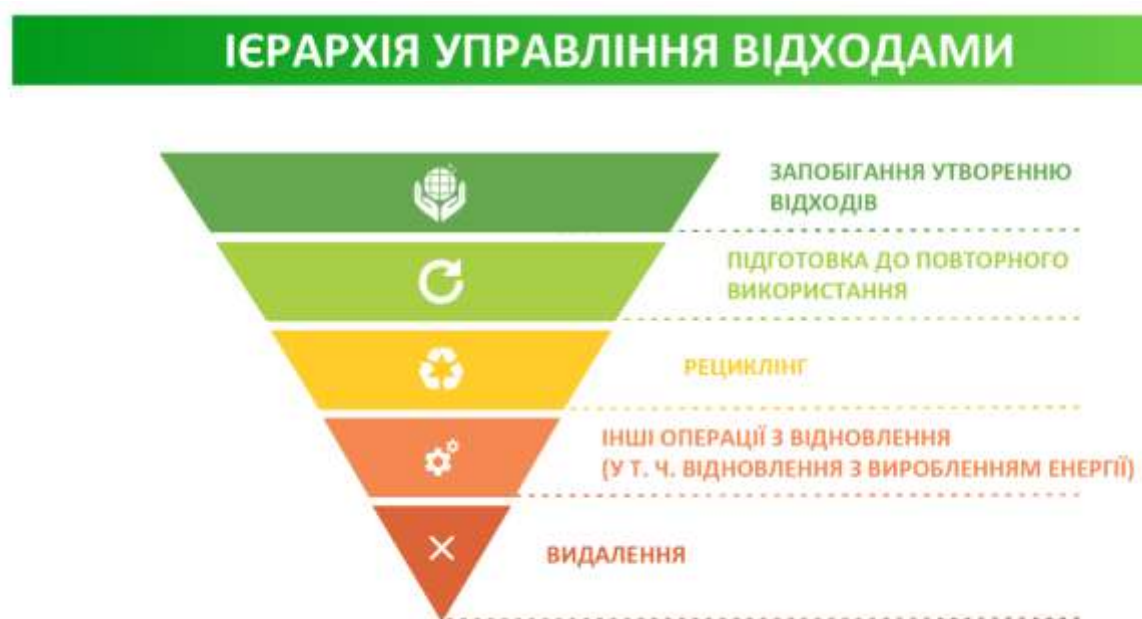 ІЄРАРХІЯ УПРАВЛІННЯ ВІДХОДАМИ
ЗАПОБІГАННЯ УТВОРЕННЮ
ВІДХОДІВ
ПІДГОТОВКА ДО ПОВТОРНОГО
ВИКОРИСТАННЯ
РЕЦИКЛІНГ
ІНШІ ОПЕРАЦІЇ З ВІДНОВЛЕННЯ
(У Т. Ч. ВІДНОВЛЕННЯ З ВИРОБЛЕННЯМ ЕНЕРГІЇ)
ВИДАЛЕННЯ